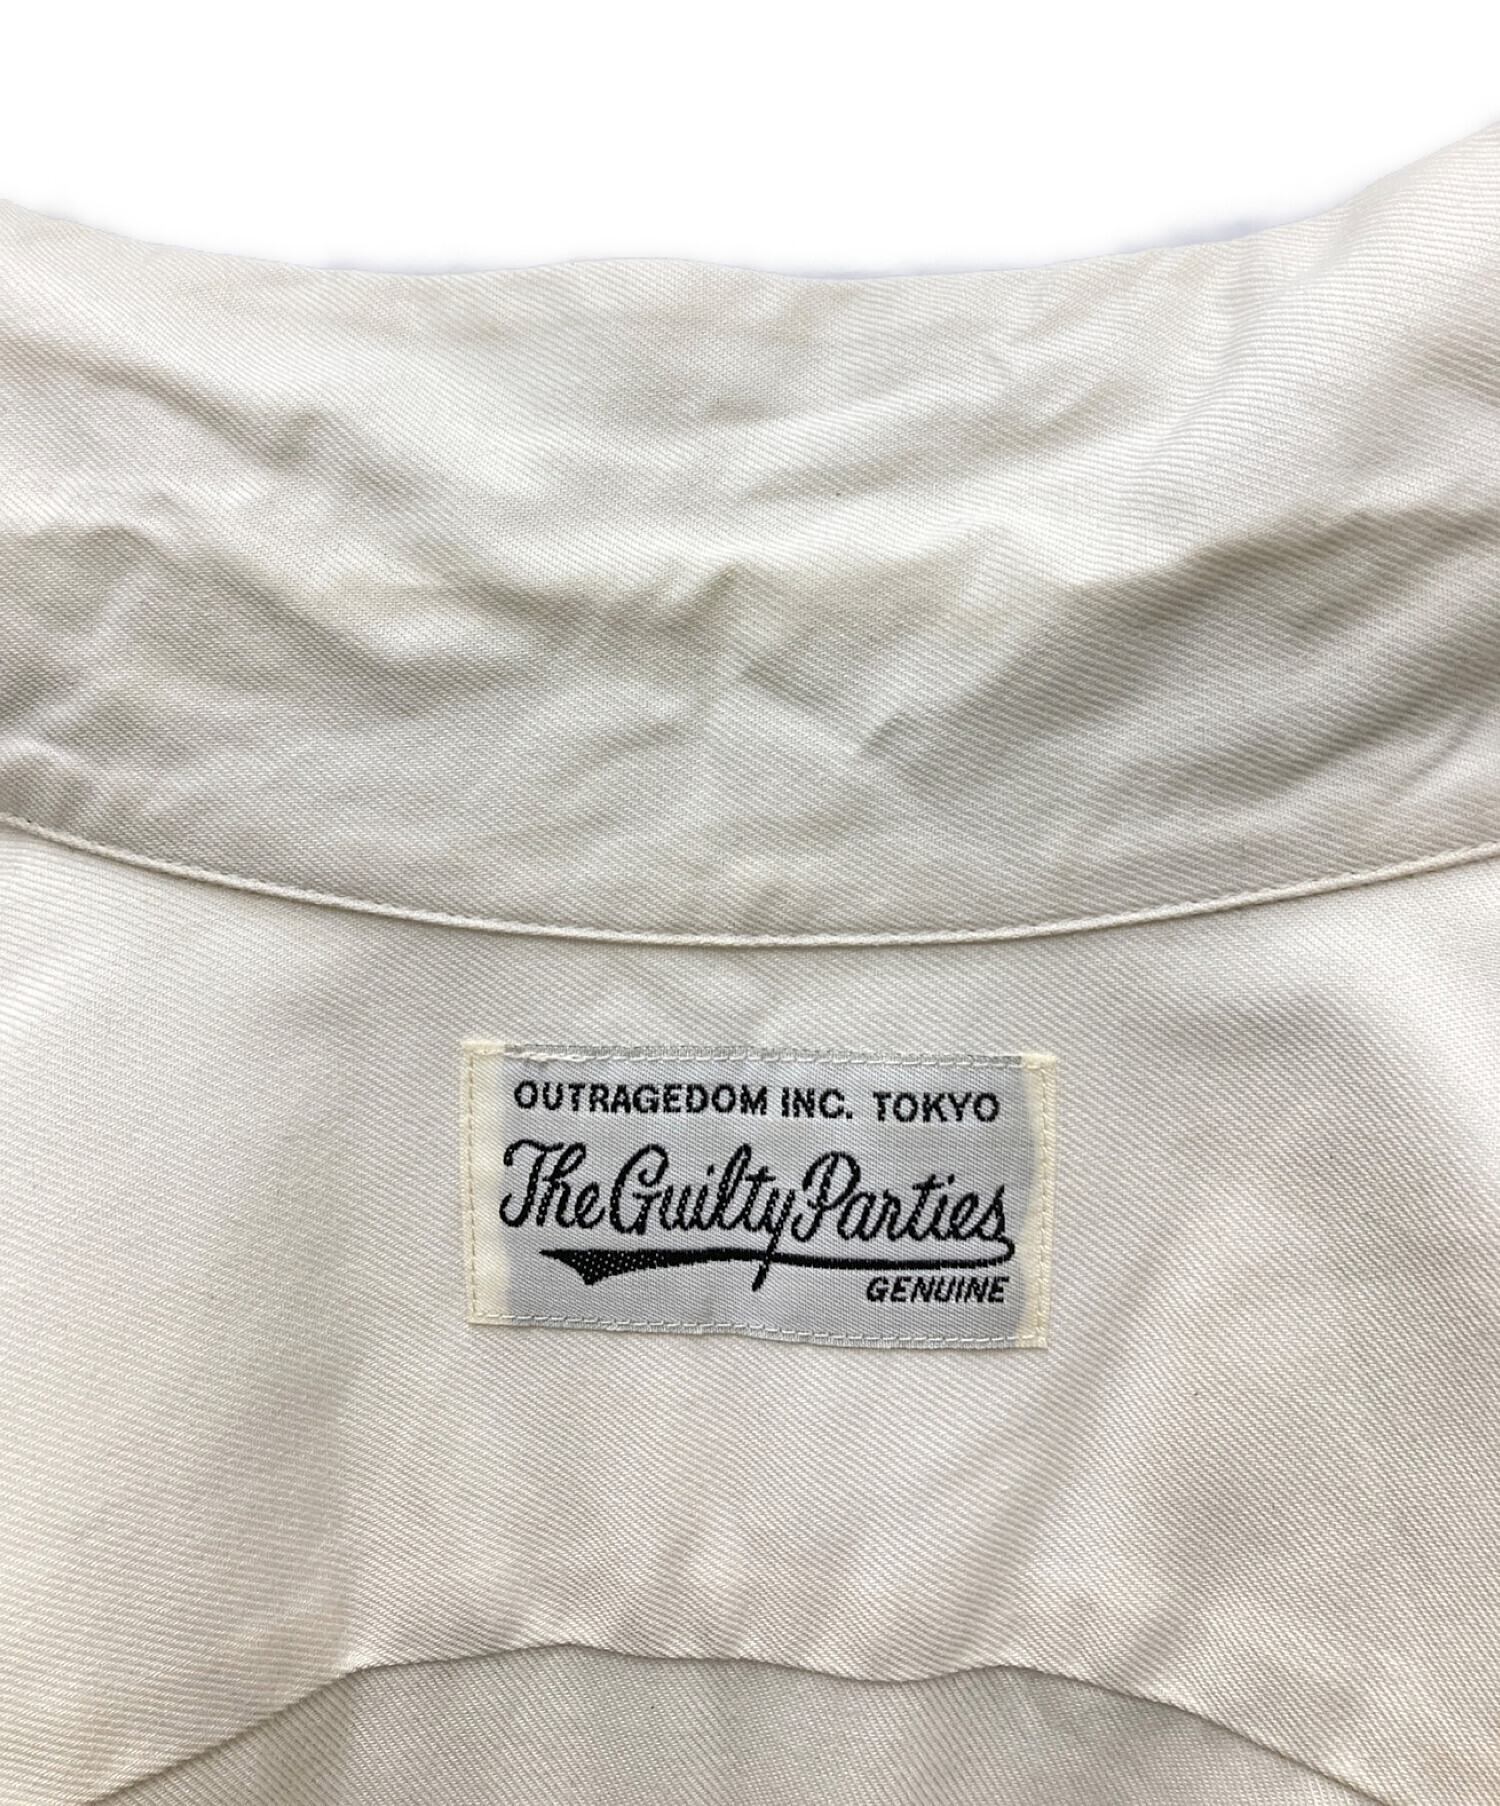 OUTRAGEDOM INC. TOKYO
The Guilty Parties
GENUINE